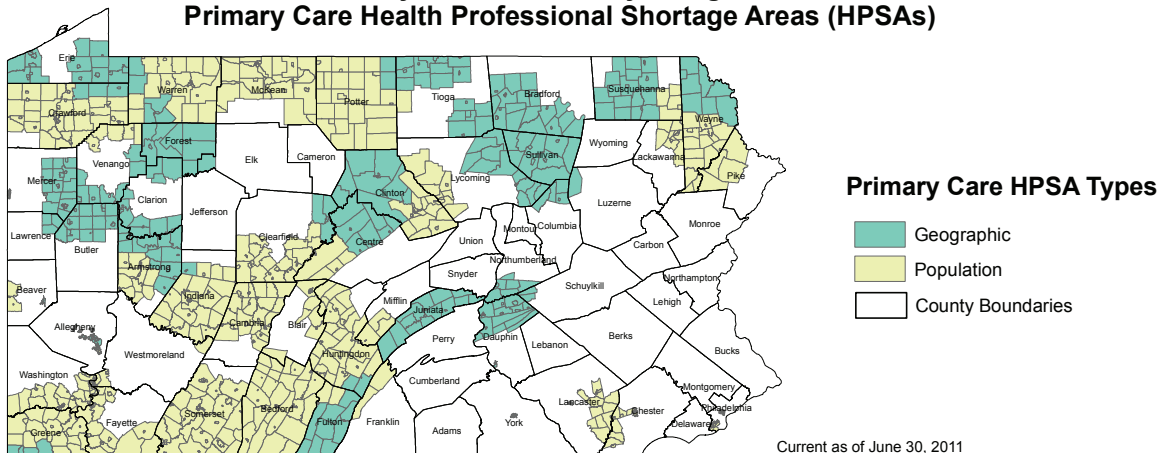 Primary Care Health Professional Shortage Areas (HPSAs)
Erie
Warren
McKean
Potter
Tioga
Bradford
Susquehanna
Wayne
Crawford
Forest
Elk
Cameron
Sullivan
Wyoming
Lackawanna
Pike
Venango
Mercer
Clarion
Jefferson
Clinton
Lycoming
Luzerne
Monroe
Lawrence
Butler
Clearfield
Centre
Union
Montou
Columbia
Carbon
Armstrong
Northumberland
Snyder
Schuylkill
Northampton
Beaver
Indiana
Mifflin
Lehigh
Allegheny
Cambria
Blair
Juniata
Perry
Dauphin
Lebanon
Berks
Bucks
Westmoreland
Huntingdon
Washington
Cumberland
Montgomery
Somerset
Bedford
Lancaster
Chester
Philadelphia
Greene
Fayette
Fulton
Franklin
Adams
York
Delaware
Primary Care HPSA Types
Geographic
Population
County Boundaries
Current as of June 30, 2011